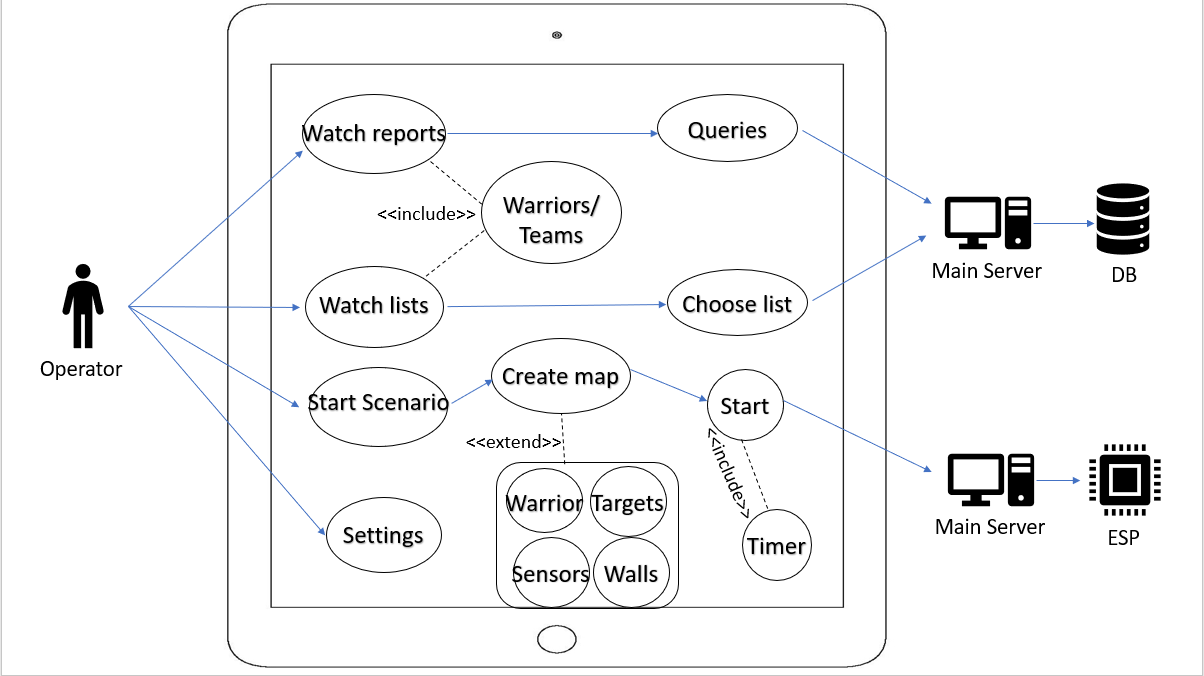 Watch reports
Queries
Warriors/
Teams
<<include>>
Main Server
DB
Watch lists
Choose list
Operator
Create map
Start Scenario
Start
<<extend>>
<<include>>
Warrior
Targets
Sensors
Walls
Settings
Timer
Main Server
ESP